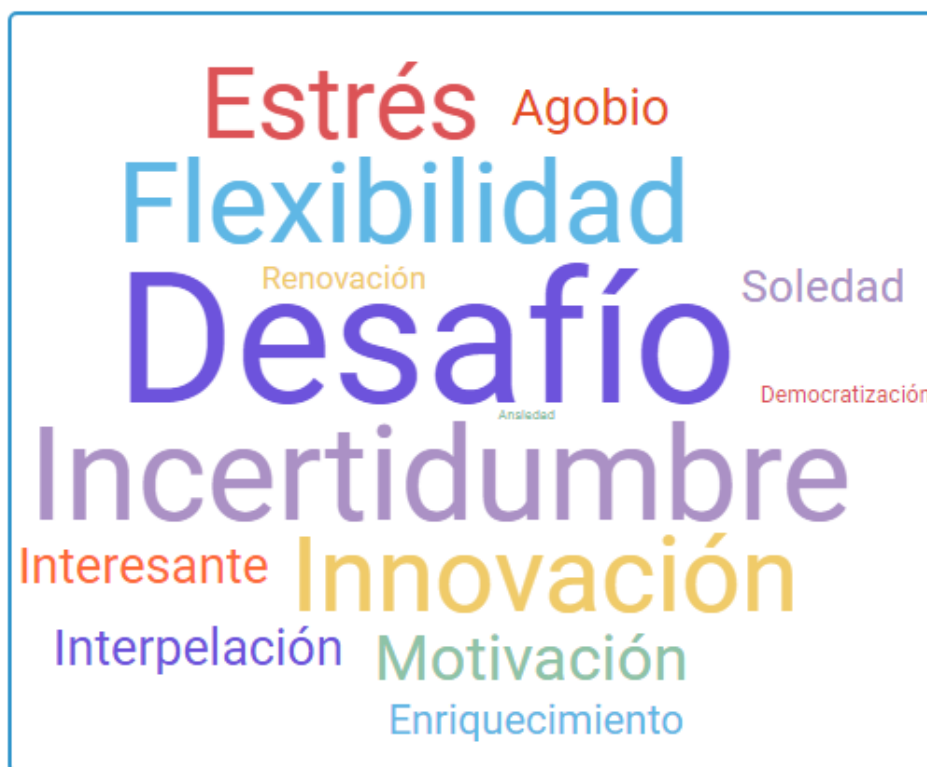 Estrés Agobio
Flexibilidad
Renovación Soledad
Desafío
Democratización
Ansiedad
Incertidumbre
Interesante Innovación
Interpelación Motivación
Enriquecimiento